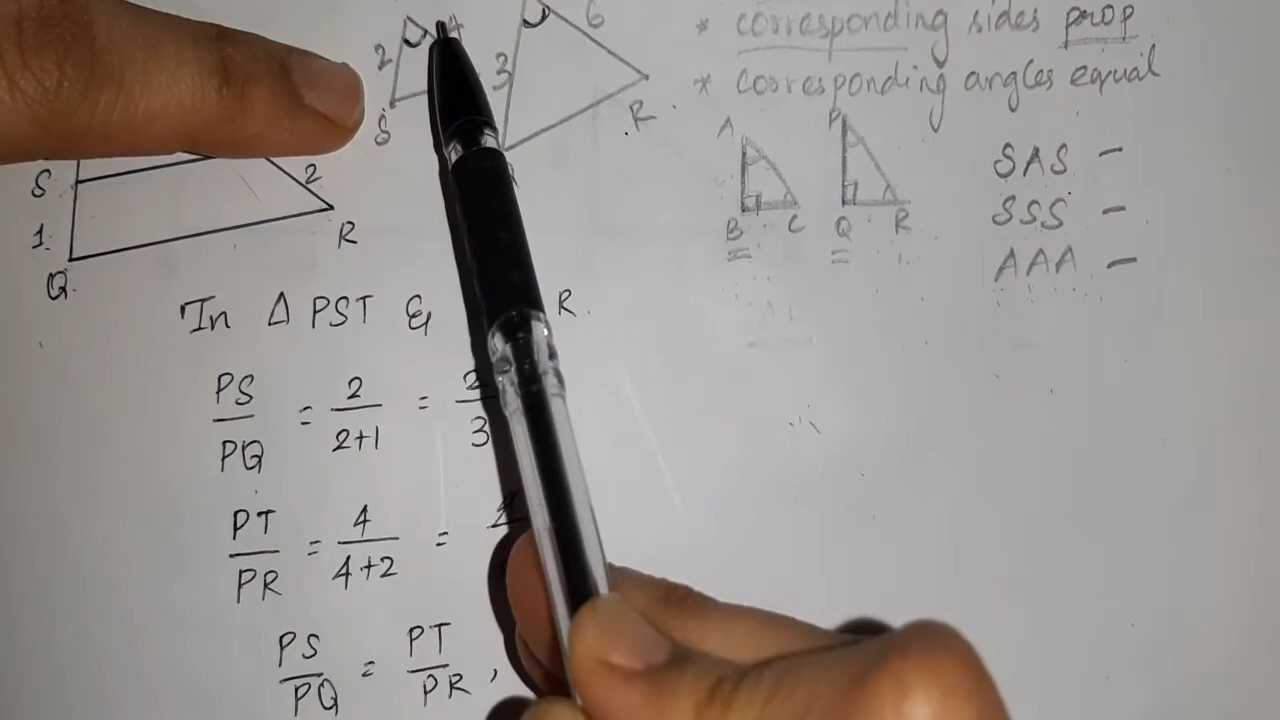 2 4
S
3 6
R
* corresponding sides prop
* corresponding angles equal
S
2
1
Q
R
A
B C
P
Q R
SAS –
SSS –
AAA –
In Δ PST & R.
PS/PQ = 2/2+1 = 2/3
PT/PR = 4/4+2 =
PS/PQ = PT/PR ,